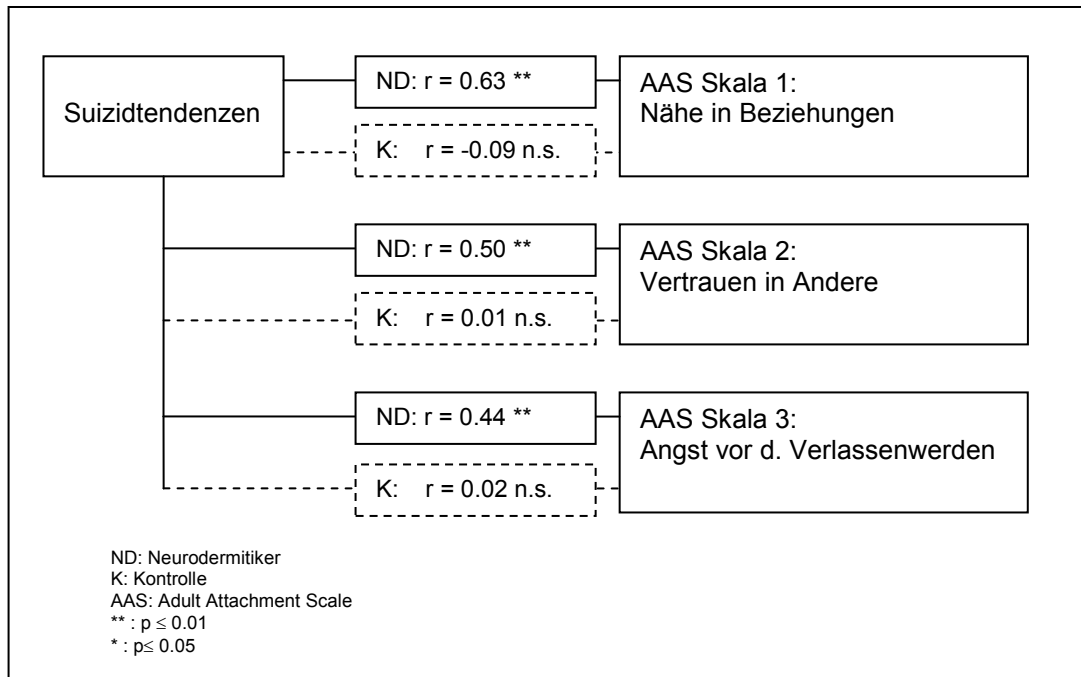 Suizidtendenzen
ND: r = 0.63 **
K: r = -0.09 n.s.
AAS Skala 1:
Nähe in Beziehungen
ND: r = 0.50 **
K: r = 0.01 n.s.
AAS Skala 2:
Vertrauen in Andere
ND: r = 0.44 **
K: r = 0.02 n.s.
AAS Skala 3:
Angst vor d. Verlassenwerden
ND: Neurodermitiker
K: Kontrolle
AAS: Adult Attachment Scale
** : p ≤ 0.01
* : p≤ 0.05